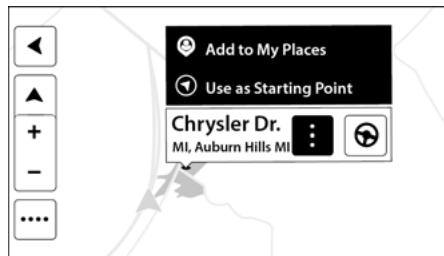 Add to My Places
Use as Starting Point
Chrysler Dr.
MI, Auburn Hills MI